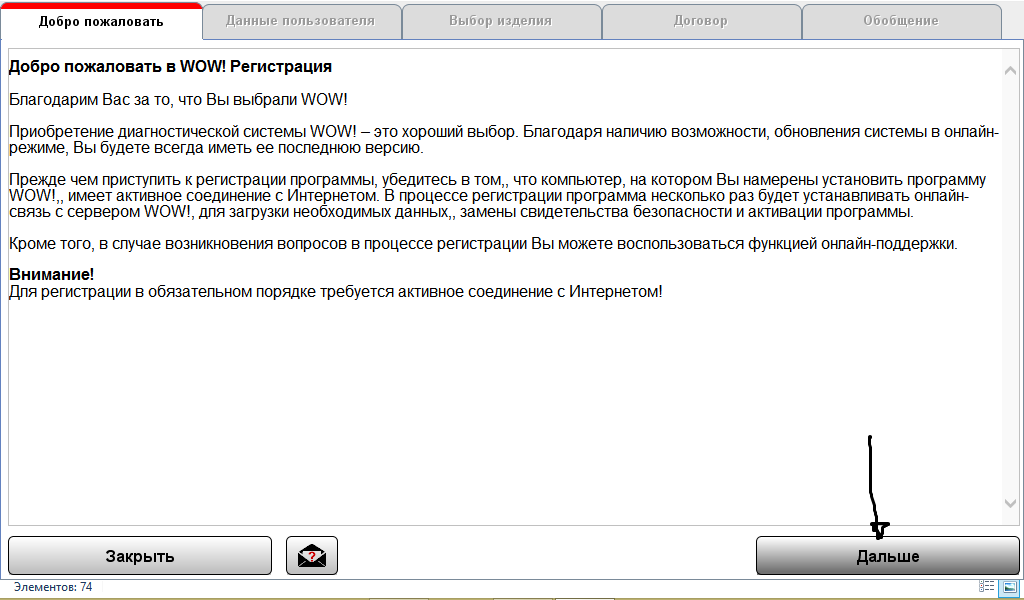 Добро пожаловать
Данные пользователя
Выбор изделия
Договор
Обобщение
Добро пожаловать в WOW! Регистрация
Благодарим Вас за то, что Вы выбрали WOW!
Приобретение диагностической системы WOW! – это хороший выбор. Благодаря наличию возможности, обновления системы в онлайн-
режиме, Вы будете всегда иметь ее последнюю версию.
Прежде чем приступить к регистрации программы, убедитесь в том,, что компьютер, на котором Вы намерены установить программу
WOW!,, имеет активное соединение с Интернетом. В процессе регистрации программа несколько раз будет устанавливать онлайн-
связь с сервером WOW!, для загрузки необходимых данных,, замены свидетельства безопасности и активации программы.
Кроме того, в случае возникновения вопросов в процессе регистрации Вы можете воспользоваться функцией онлайн-поддержки.
Внимание!
Для регистрации в обязательном порядке требуется активное соединение с Интернетом!
Закрыть
?
Дальше
Элементов: 74